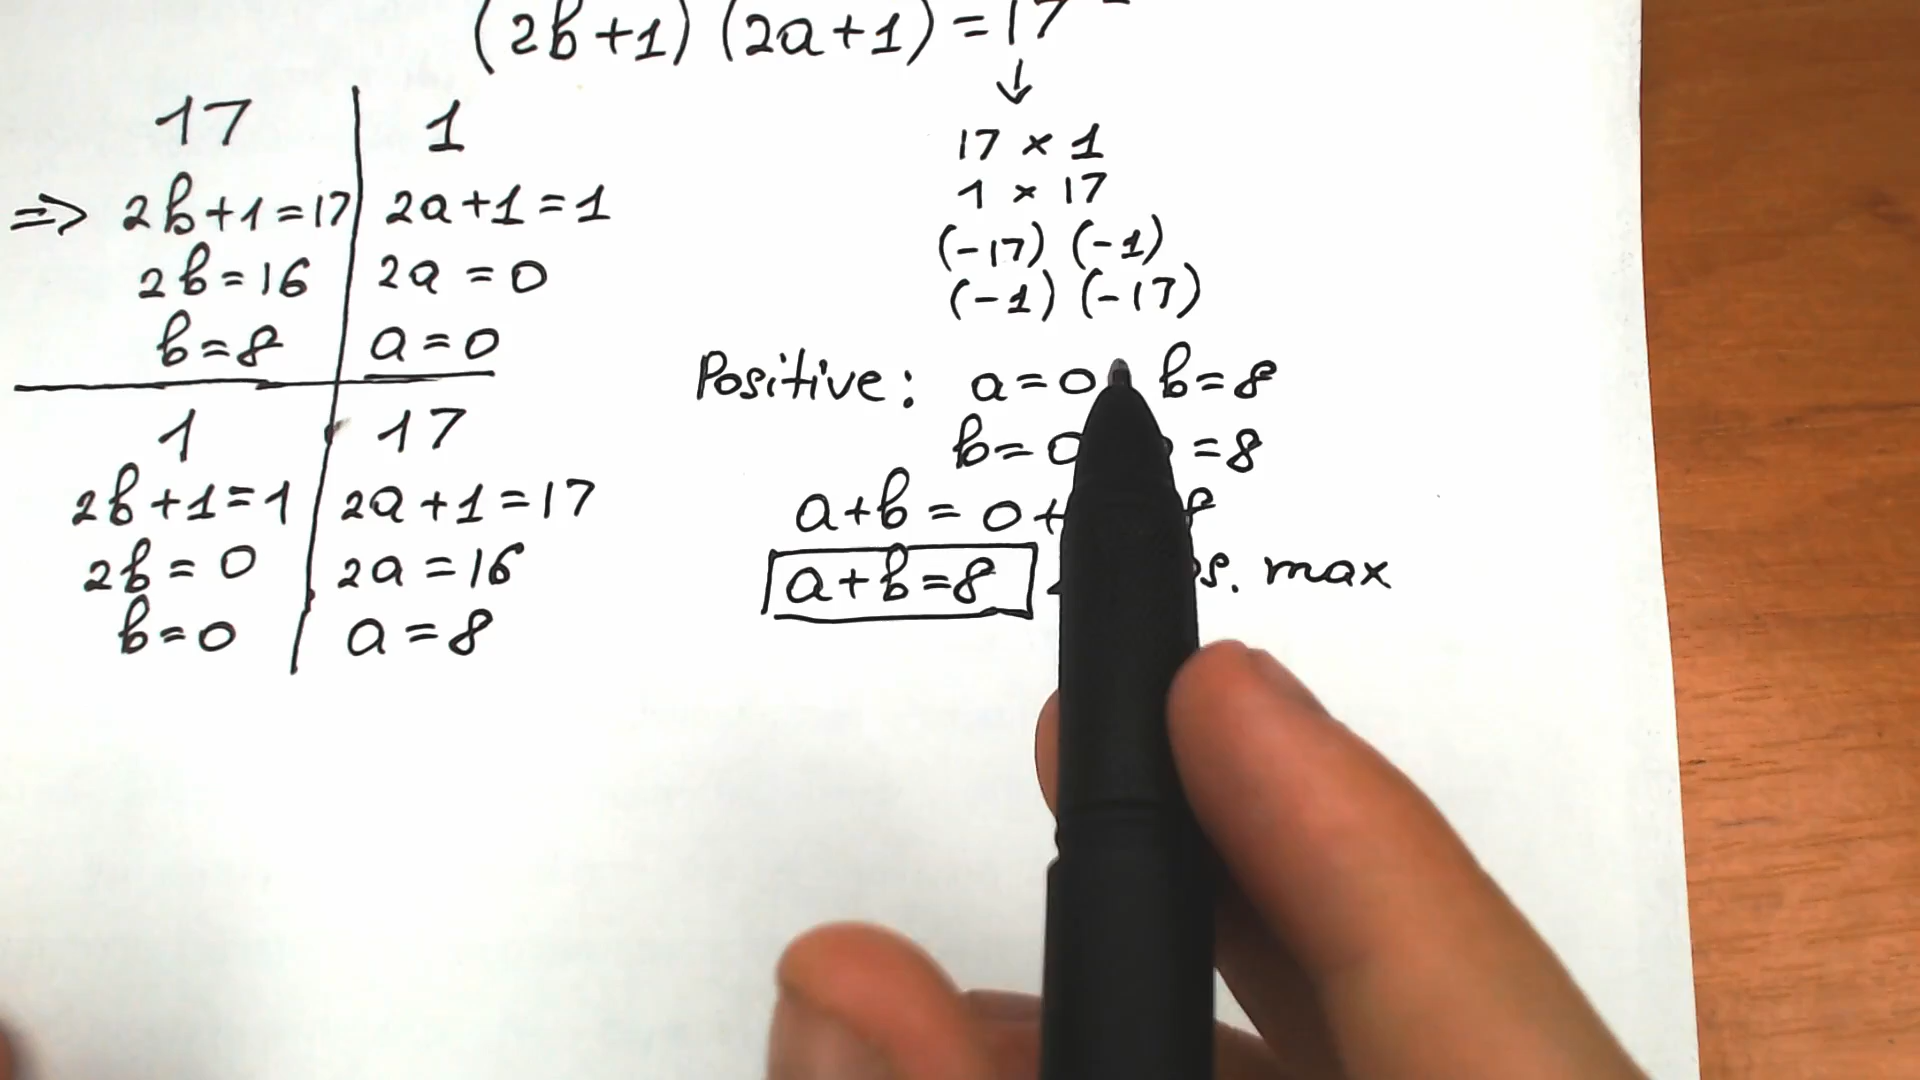 (2b+1) (2a+1) = 17
↓
17 | 1
⇒ 2b+1=17 | 2a+1=1
2b=16 | 2a=0
b=8 | a=0
1 | 17
2b+1=1 | 2a+1=17
2b=0 | 2a=16
b=0 | a=8
17 × 1
1 × 17
(-17) (-1)
(-1) (-17)
Positive: a=0 b=8
b=0 =8
a+b = 0+
a+b=8
max